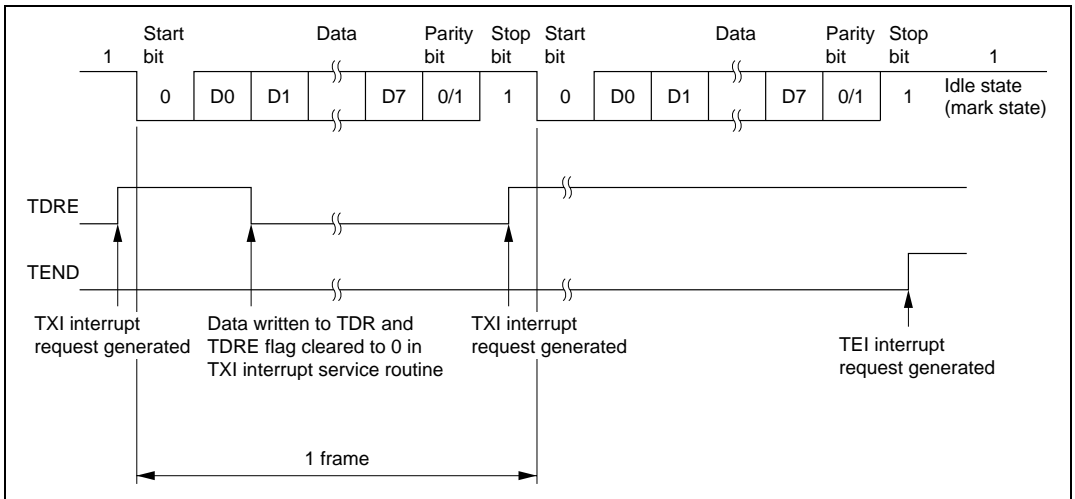 Start Data Parity Stop Start Data Parity Stop
1 bit bit bit bit bit bit 1
0 D0 D1 D7 0/1 1 0 D0 D1 D7 0/1 1 Idle state
(mark state)
TDRE
TEND
TXI interrupt
request generated
Data written to TDR and
TDRE flag cleared to 0 in
TXI interrupt service routine
TXI interrupt
request generated
TEI interrupt
request generated
1 frame